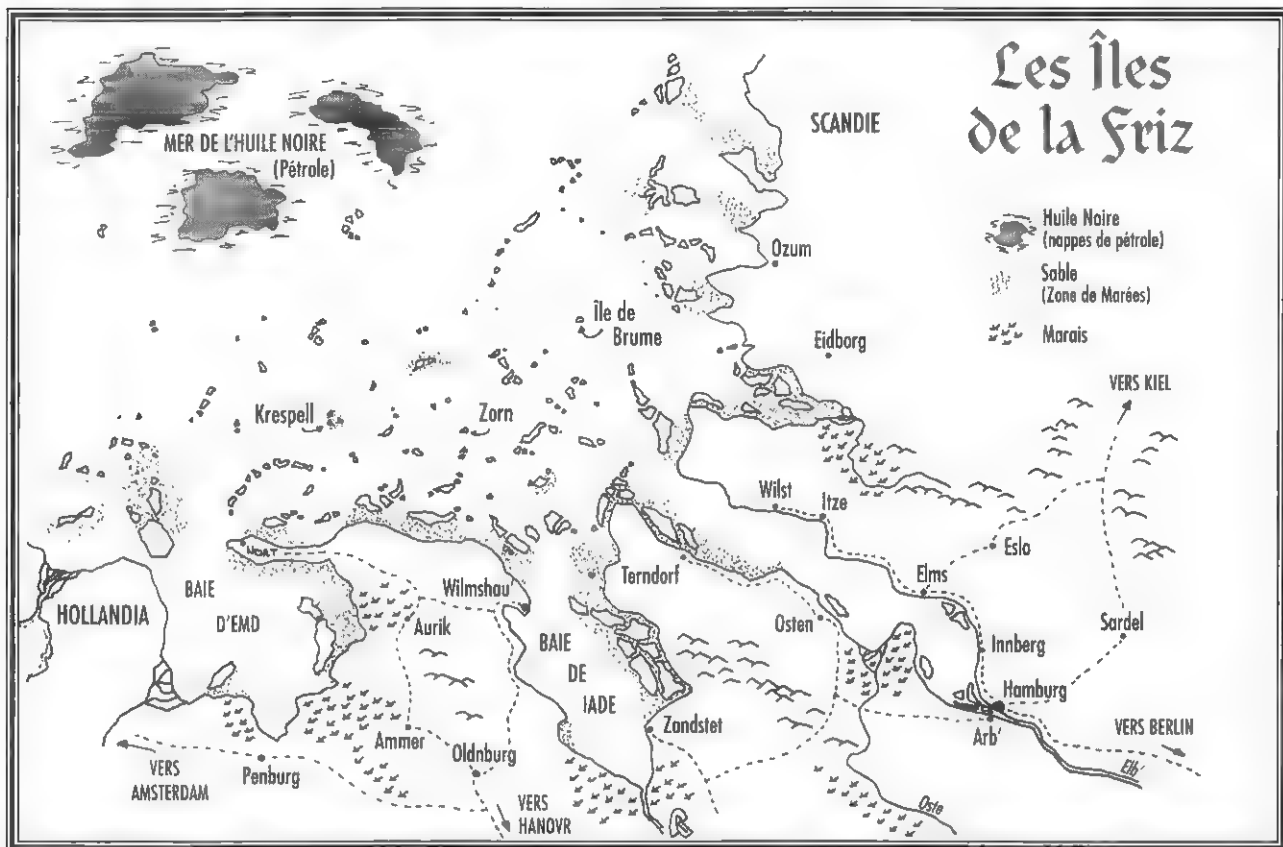 Les Îles
de la Friz
MER DE L'HUILE NOIRE
(Pétrole)
SCANDIE
Huile Noire
(nappes de pétrole)
Sable
(Zone de Marées)
Marais
Ozum
Île de
Brume
Eidborg
VERS KIEL
Krespell
Zorn
Wilst
Itze
Esla
NORT
HOLLANDIA
BAIE
D'EMD
Wilmshau
Aurik
Terndorf
Elms
BAIE
DE
IADE
Osten
Innberg
Sardel
Hamburg
Zandstet
Arb'
VERS BERLIN
Elb'
Ammer
Oldnburg
VERS
AMSTERDAM
Penburg
VERS
HANOVR
Oste